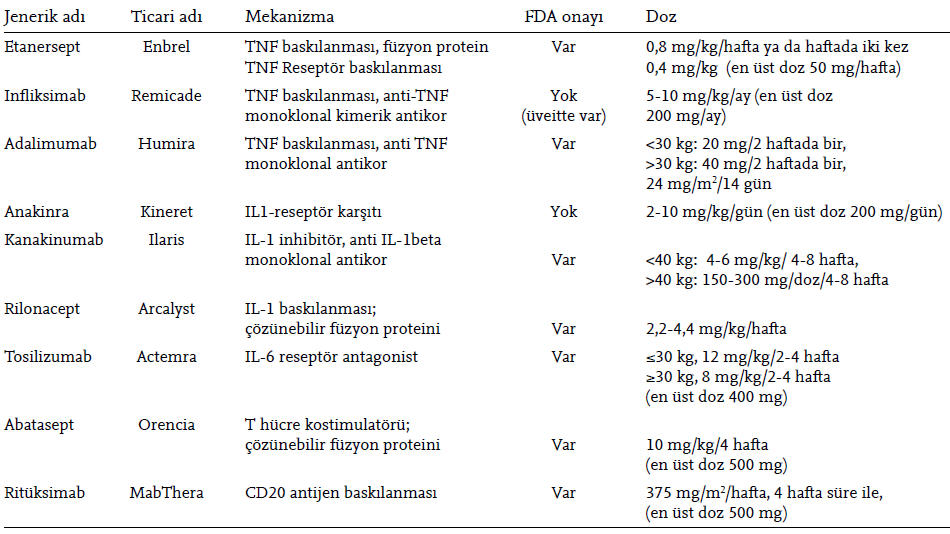 Jenerik adı Ticari adı Mekanizma FDA onayı Doz
Etanersept Enbrel TNF baskılanması, füzyon protein Var 0,8 mg/kg/hafta ya da haftada iki kez
TNF Reseptör baskılanması 0,4 mg/kg (en üst doz 50 mg/hafta)
Infliksimab Remicade TNF baskılanması, anti-TNF Yok 5-10 mg/kg/ay (en üst doz
monoklonal kimerik antikor (üveitte var) 200 mg/ay)
Adalimumab Humira TNF baskılanması, anti TNF Var <30 kg: 20 mg/2 haftada bir,
monoklonal antikor >30 kg: 40 mg/2 haftada bir,
24 mg/m²/14 gün
Anakinra Kineret IL1-reseptör karşıtı Yok 2-10 mg/kg/gün (en üst doz 200 mg/gün)
Kanakinumab Ilaris IL-1 inhibitör, anti IL-1beta
monoklonal antikor Var <40 kg: 4-6 mg/kg/ 4-8 hafta,
>40 kg: 150-300 mg/doz/4-8 hafta
Rilonacept Arcalyst IL-1 baskılanması;
çözünebilir füzyon proteini Var 2,2-4,4 mg/kg/hafta
Tosilizumab Actemra IL-6 reseptör antagonist Var ≤30 kg, 12 mg/kg/2-4 hafta
≥30 kg, 8 mg/kg/2-4 hafta
(en üst doz 400 mg)
Abatasept Orencia T hücre kostimulatörü;
çözünebilir füzyon proteini Var 10 mg/kg/4 hafta
(en üst doz 500 mg)
Ritüksimab MabThera CD20 antijen baskılanması Var 375 mg/m²/hafta, 4 hafta süre ile,
(en üst doz 500 mg)